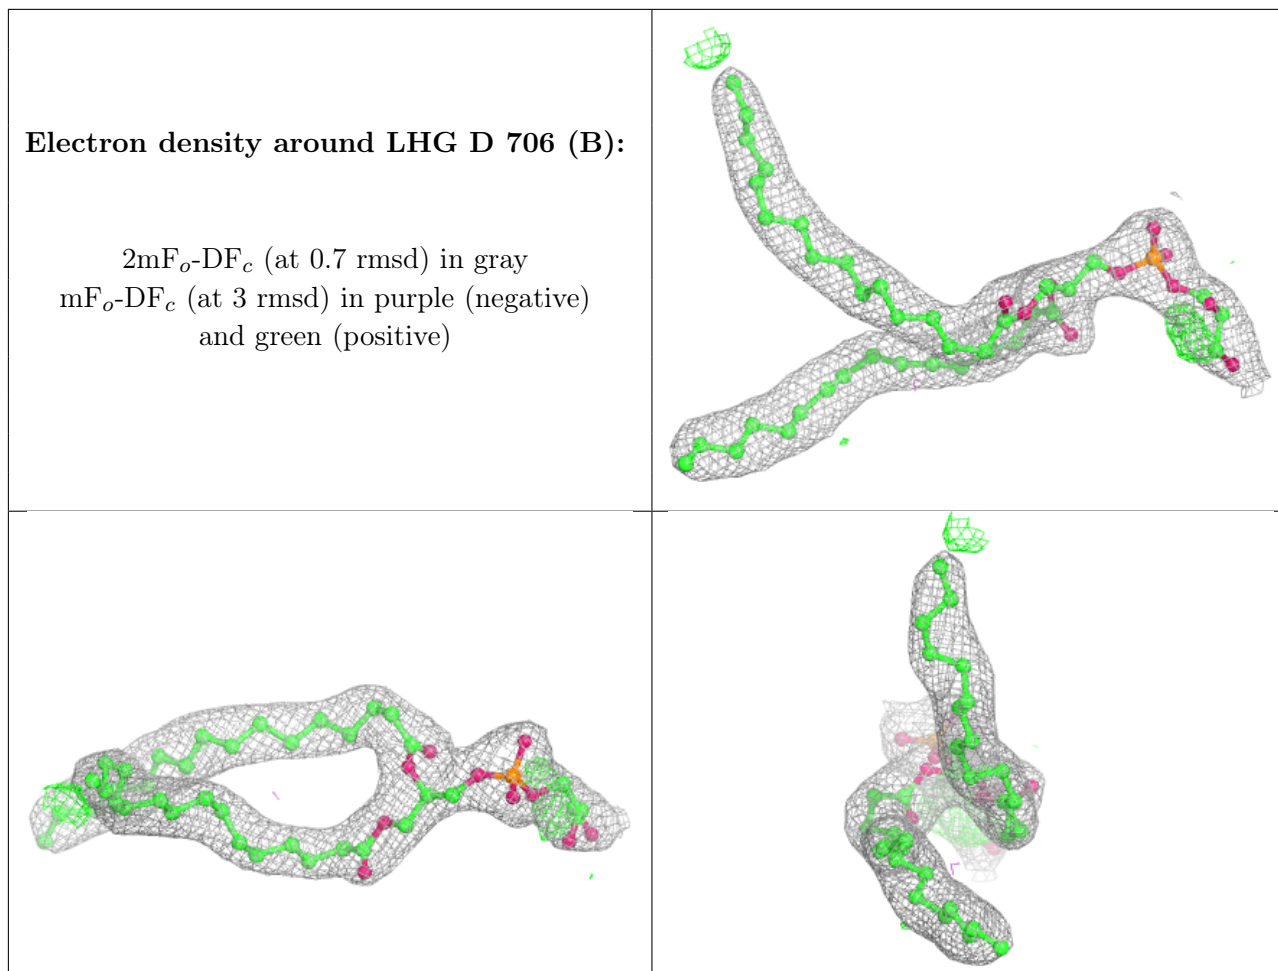 Electron density around LHG D 706 (B):
2mFo-DFc (at 0.7 rmsd) in gray
mFo-DFc (at 3 rmsd) in purple (negative)
and green (positive)